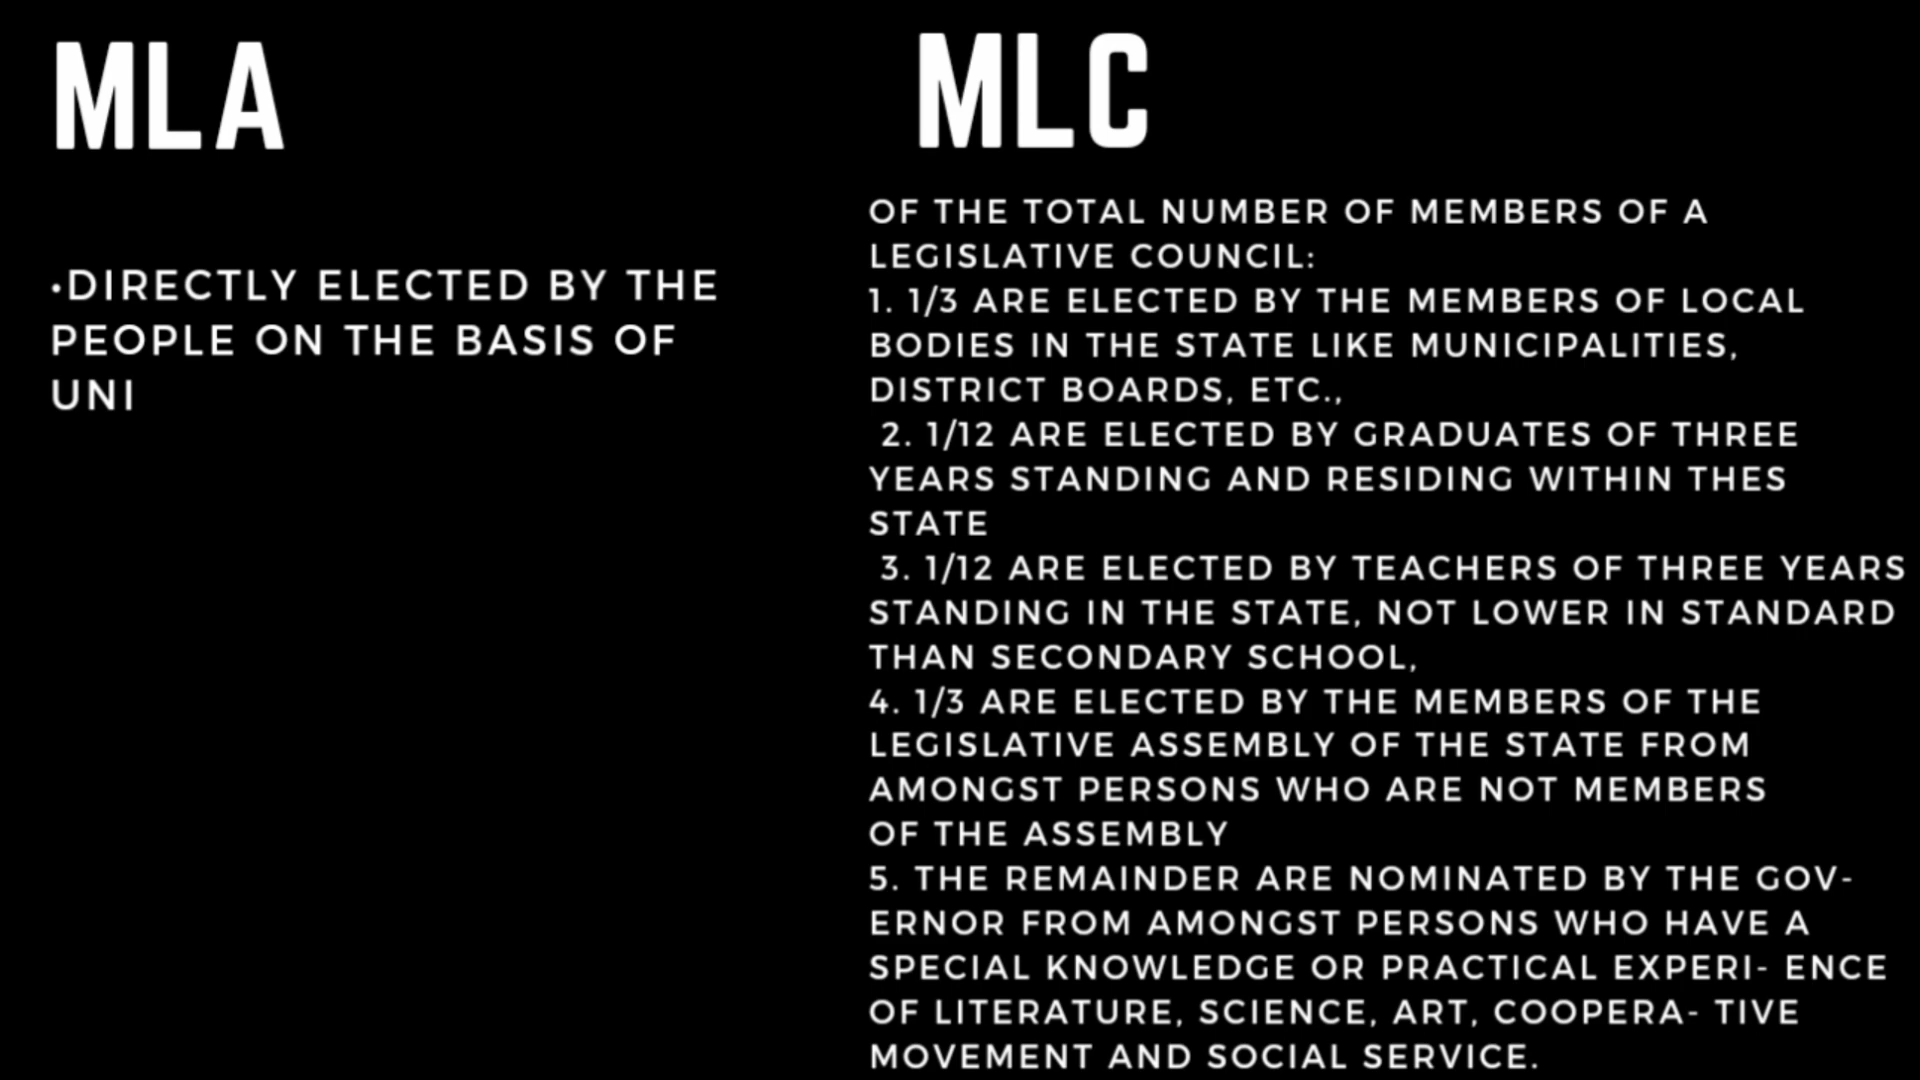 MLA
•DIRECTLY ELECTED BY THE
PEOPLE ON THE BASIS OF
UNI
MLC
OF THE TOTAL NUMBER OF MEMBERS OF A
LEGISLATIVE COUNCIL:
1. 1/3 ARE ELECTED BY THE MEMBERS OF LOCAL
BODIES IN THE STATE LIKE MUNICIPALITIES,
DISTRICT BOARDS, ETC.,
2. 1/12 ARE ELECTED BY GRADUATES OF THREE
YEARS STANDING AND RESIDING WITHIN THES
STATE
3. 1/12 ARE ELECTED BY TEACHERS OF THREE YEARS
STANDING IN THE STATE, NOT LOWER IN STANDARD
THAN SECONDARY SCHOOL,
4. 1/3 ARE ELECTED BY THE MEMBERS OF THE
LEGISLATIVE ASSEMBLY OF THE STATE FROM
AMONGST PERSONS WHO ARE NOT MEMBERS
OF THE ASSEMBLY
5. THE REMAINDER ARE NOMINATED BY THE GOV-
ERNOR FROM AMONGST PERSONS WHO HAVE A
SPECIAL KNOWLEDGE OR PRACTICAL EXPERI- ENCE
OF LITERATURE, SCIENCE, ART, COOPERA- TIVE
MOVEMENT AND SOCIAL SERVICE.